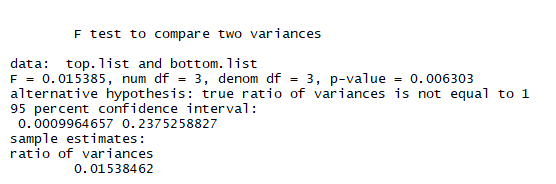 F test to compare two variances
data: top.list and bottom.list
F = 0.015385, num df = 3, denom df = 3, p-value = 0.006303
alternative hypothesis: true ratio of variances is not equal to 1
95 percent confidence interval:
0.0009964657 0.2375258827
sample estimates:
ratio of variances
0.01538462